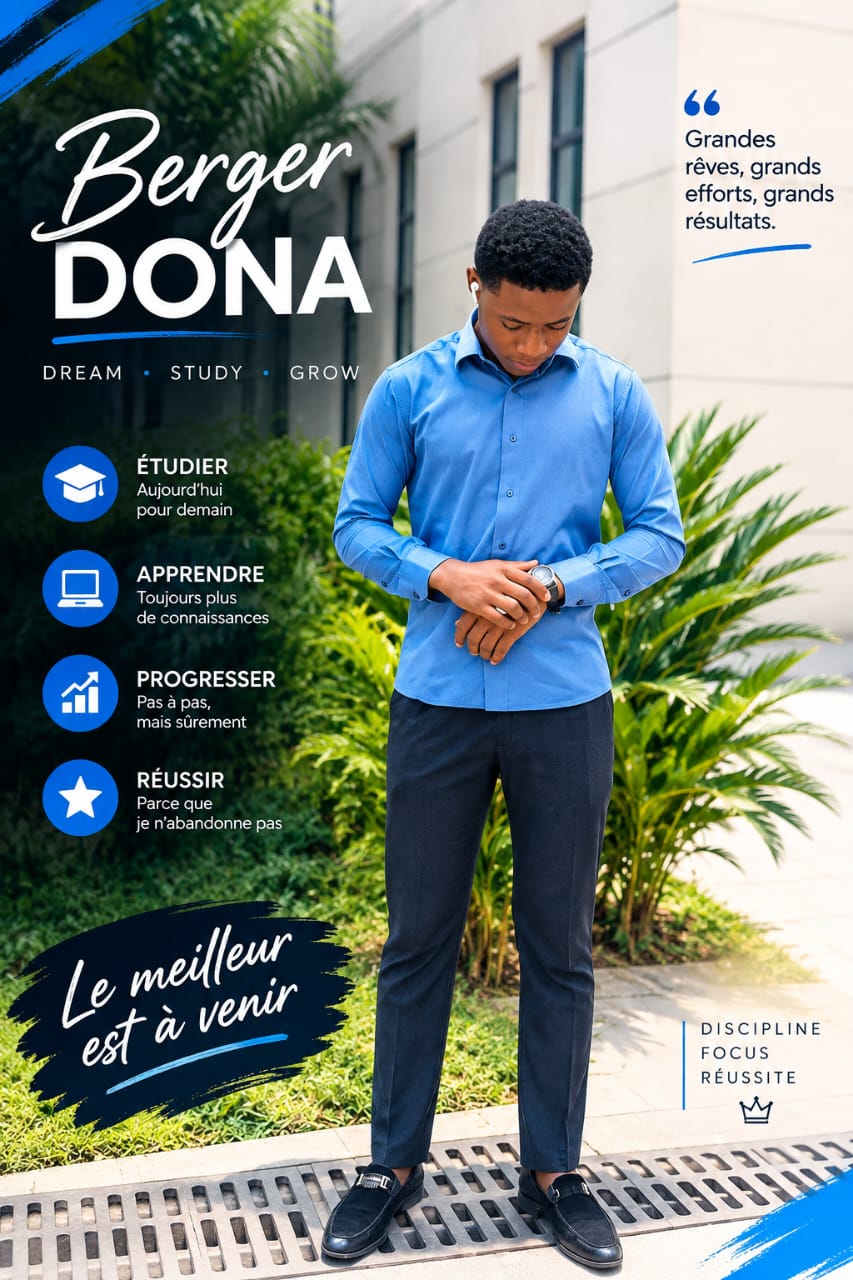 Berger
DONA
DREAM • STUDY • GROW
“
Grandes
rêves, grands
efforts, grands
résultats.
ÉTUDIER
Aujourd'hui
pour demain
APPRENDRE
Toujours plus
de connaissances
PROGRESSER
Pas à pas,
mais sûrement
RÉUSSIR
Parce que
je n'abandonne pas
Le meilleur
est à venir
DISCIPLINE
FOCUS
RÉUSSITE